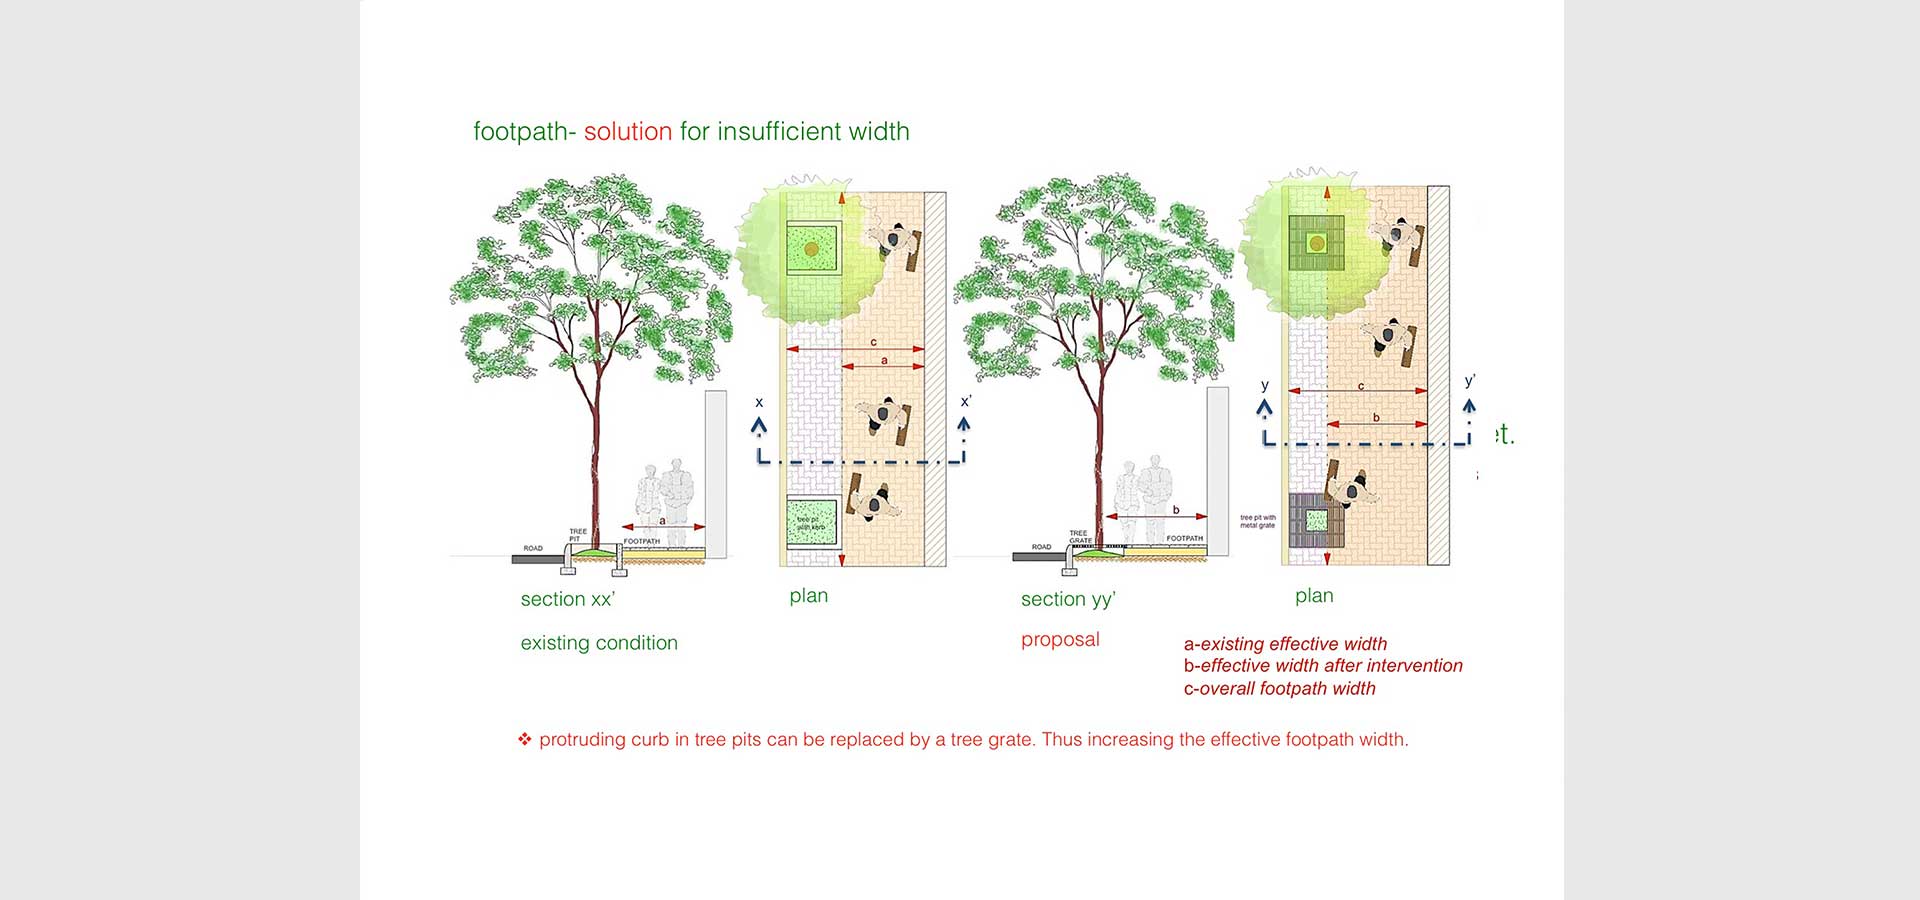 footpath- solution for insufficient width
c
a
x
x’
TREE
PIT
a
ROAD
FOOTPATH
tree pit
with kerb
section xx’
plan
existing condition
y
y’
c
b
et.
b
tree pit with
metal grate
TREE
GRATE
ROAD
FOOTPATH
section yy’
plan
proposal
a-existing effective width
b-effective width after intervention
c-overall footpath width
❖ protruding curb in tree pits can be replaced by a tree grate. Thus increasing the effective footpath width.